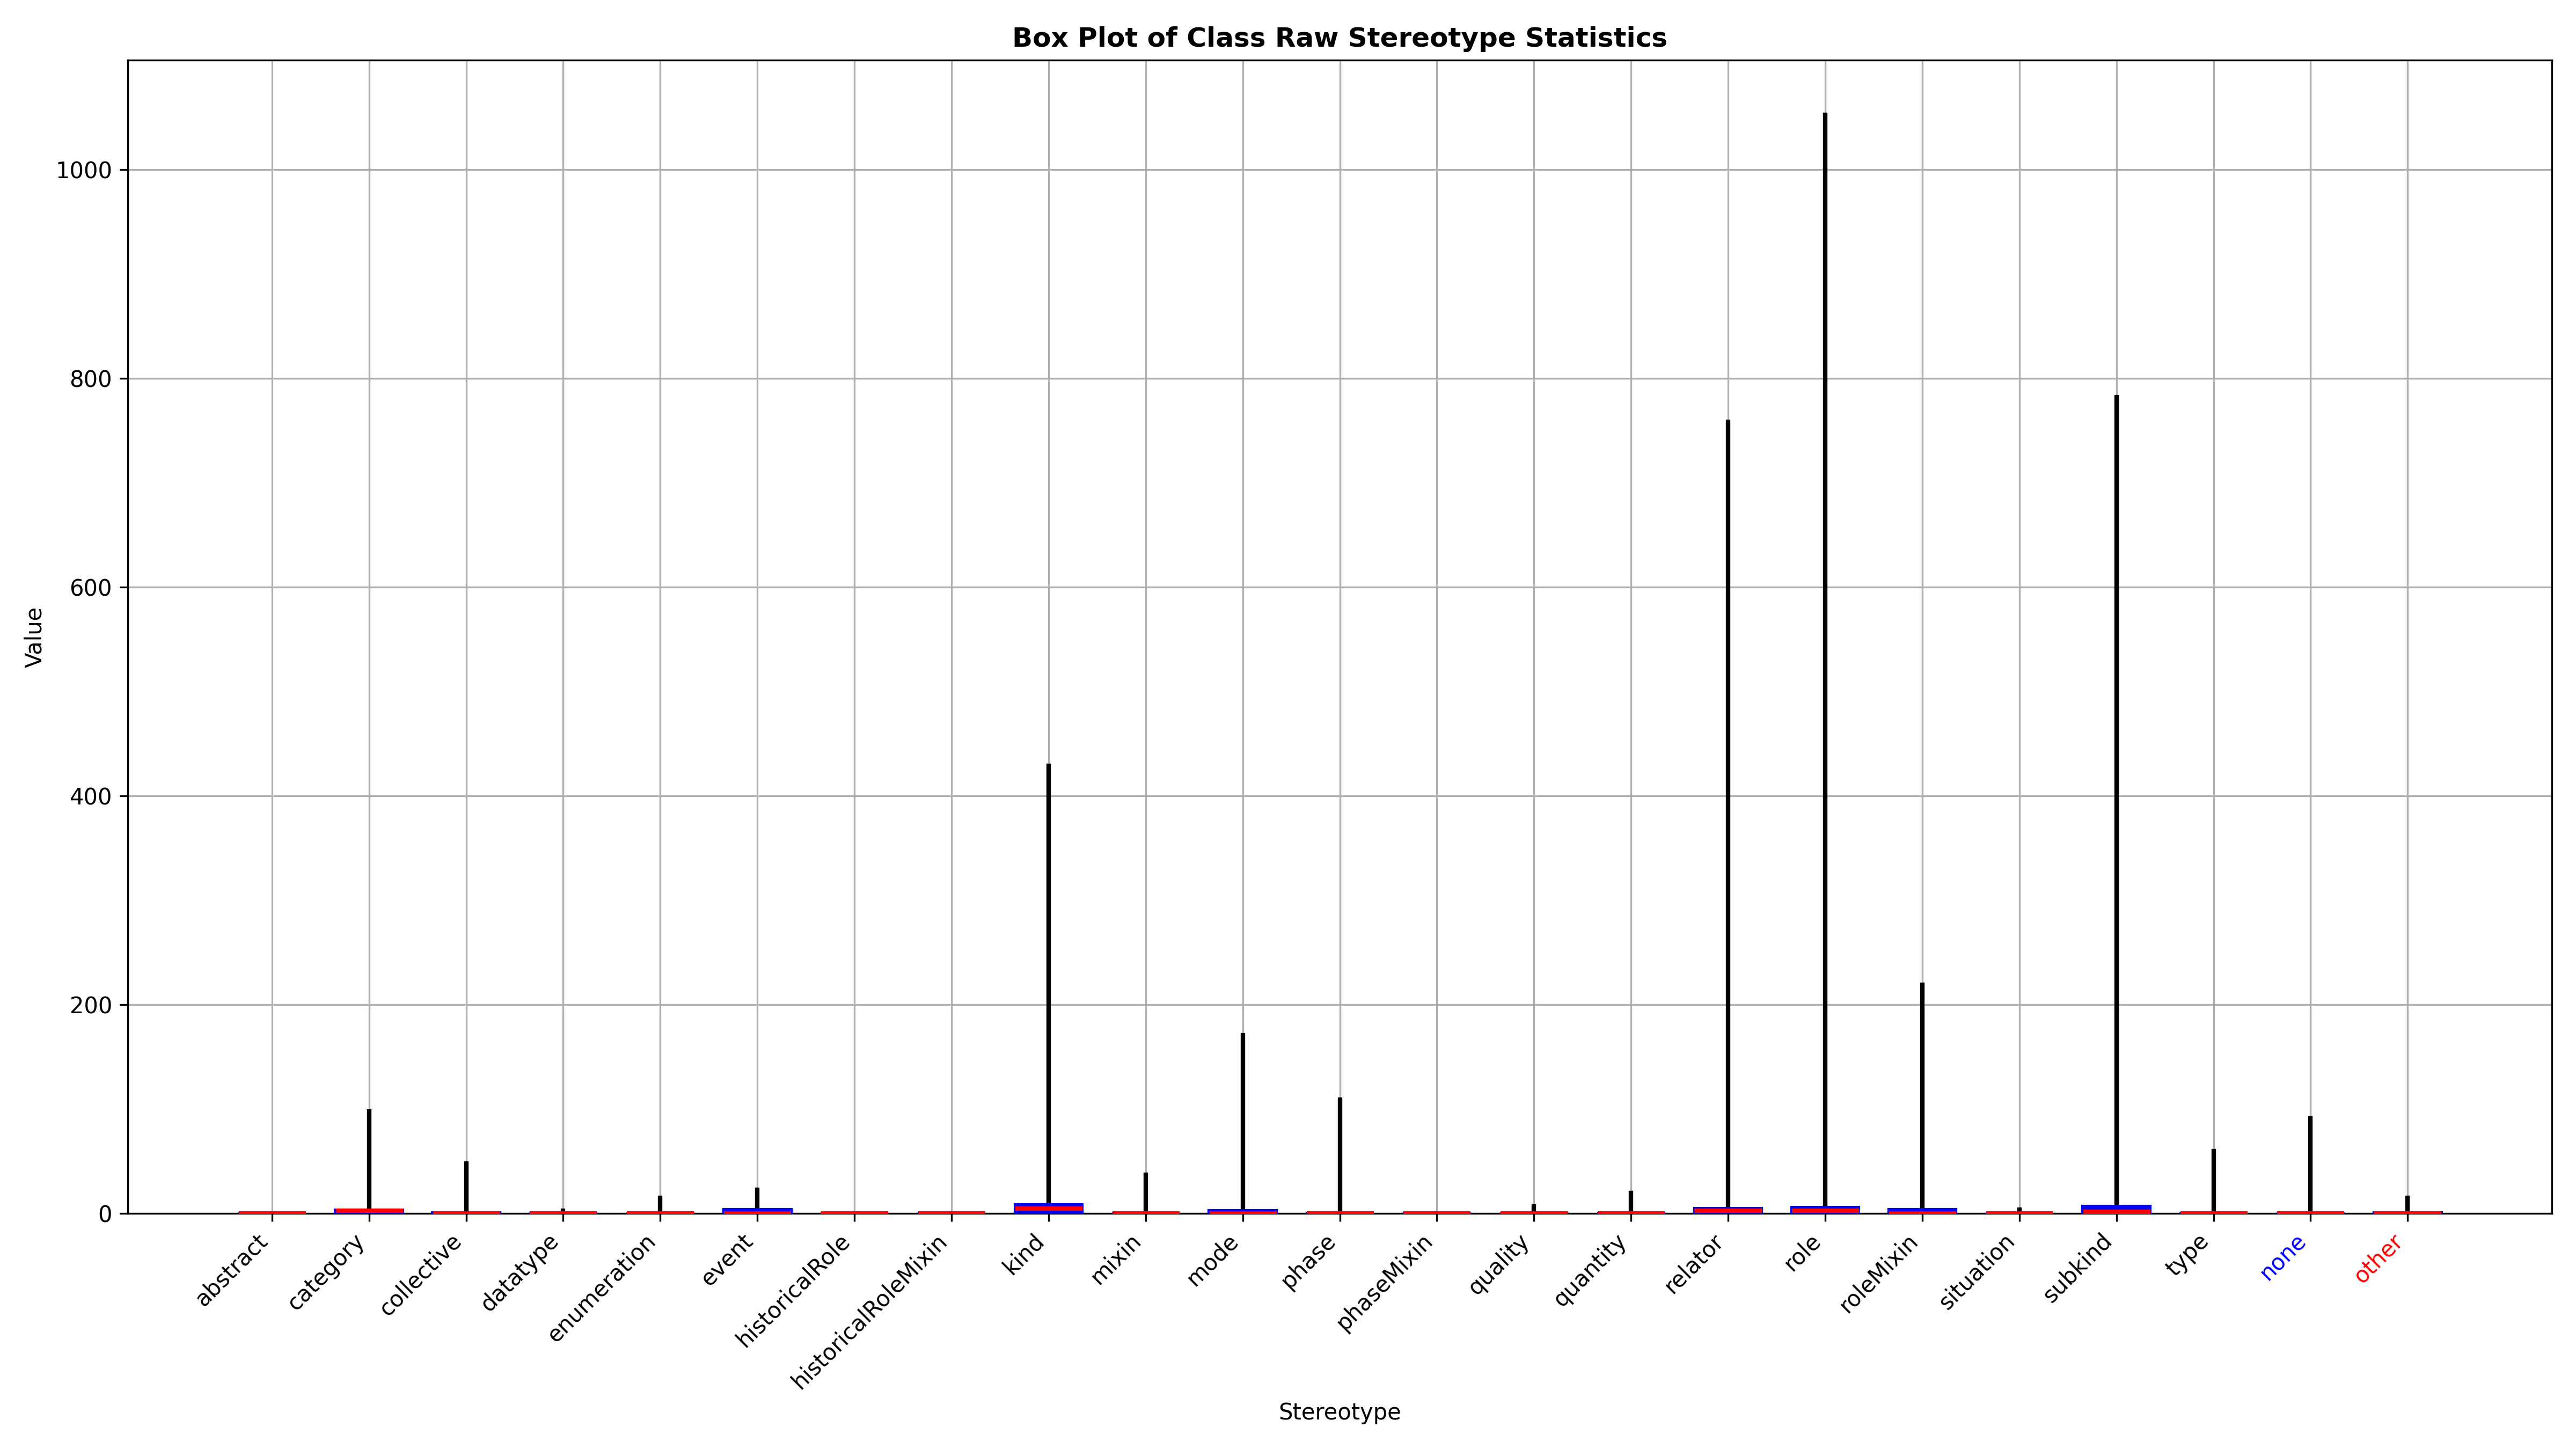 Box Plot of Class Raw Stereotype Statistics
Value
1000
800
600
400
200
0
abstract
category
collective
datatype
enumeration
event
historicalRole
historicalRoleMixin
kind
mixin
mode
phase
phaseMixin
quality
quantity
relator
role
roleMixin
situation
subkind
type
none
other
Stereotype